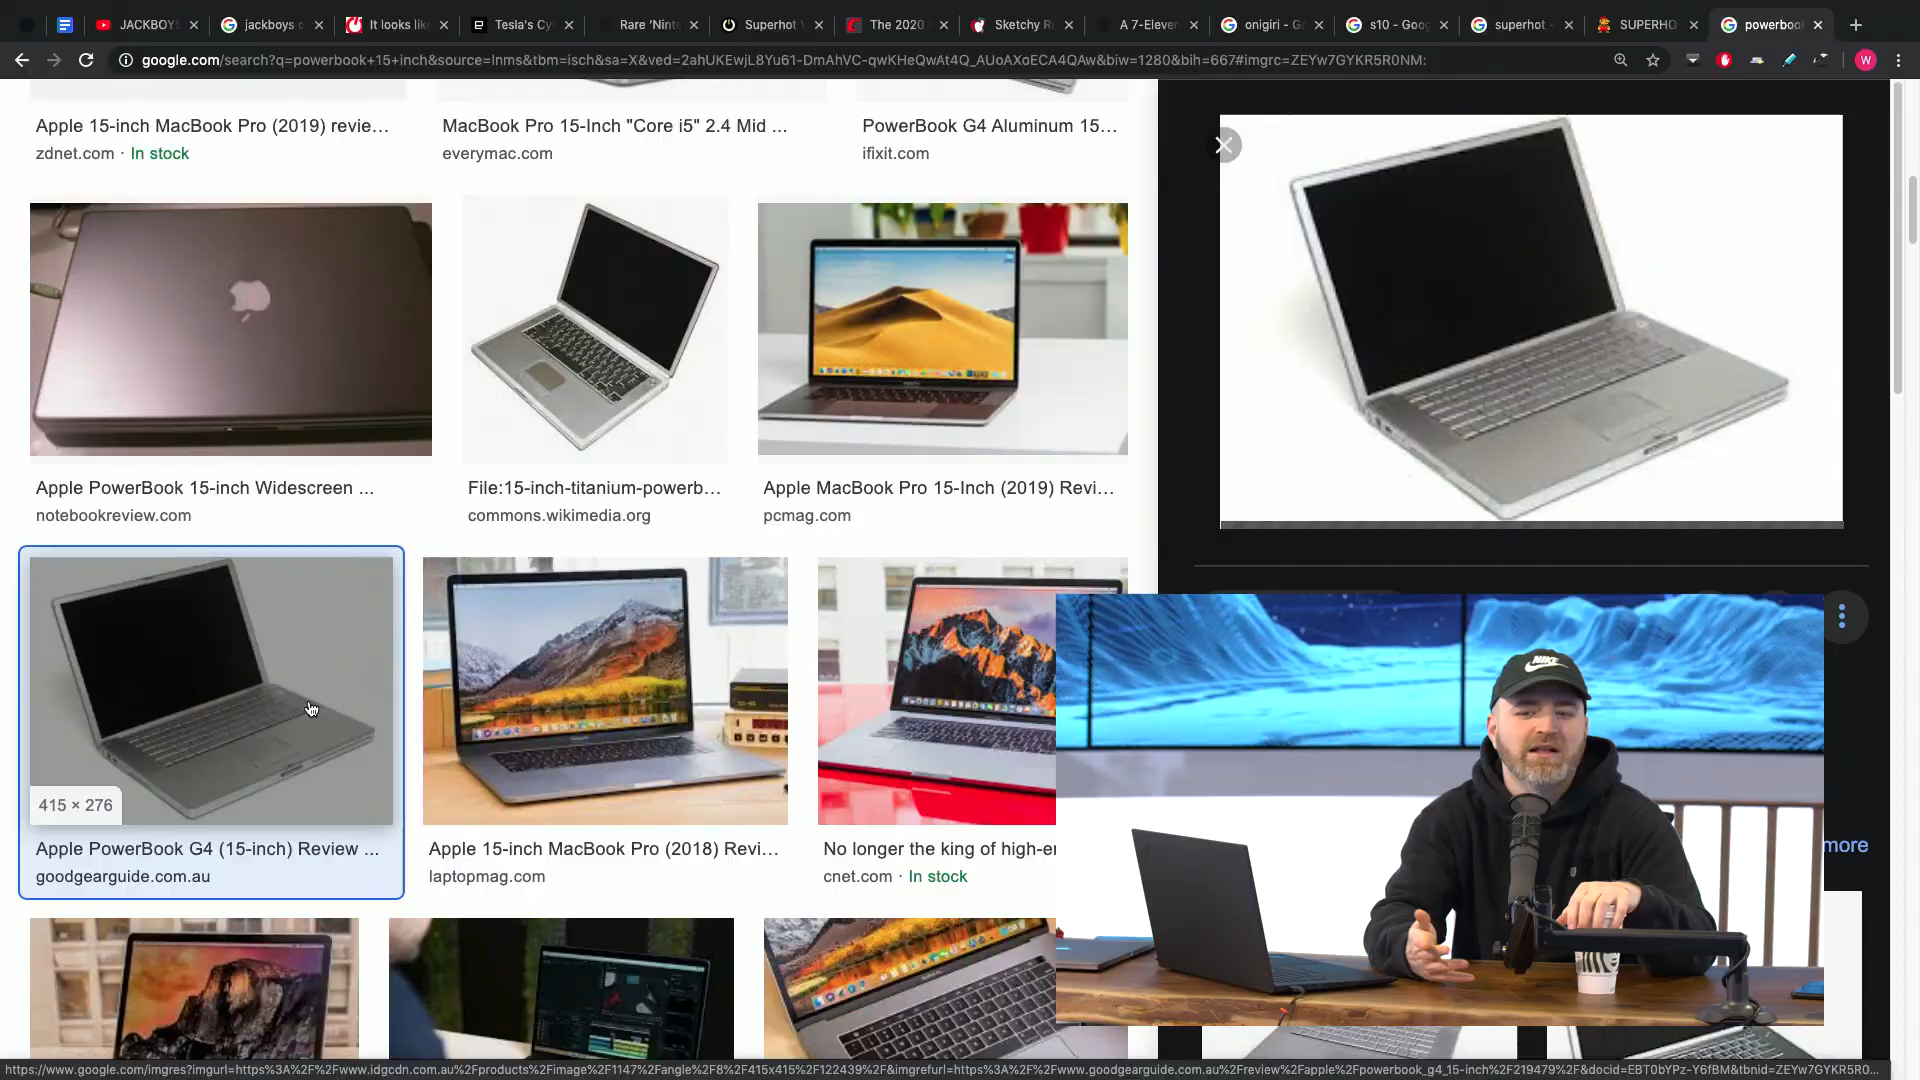 JACKBOY
jackboys c
It looks lik
Tesla's Cy
Rare 'Ninte
Superhot V
The 2020
Sketchy R
A 7-Eleven
onigiri - G
s10 - Goog
superhot -
SUPERHO
powerbook
google.com/search?q=powerbook+15+inch&source=lnms&tbm=isch&sa=X&ved=2ahUKEwjL8Yu61-DmAhVC-qwKHeQwAt4Q_AUoAXoECA4QAw&biw=1280&bih=667#imgrc=ZEYw7GYKR5R0NM:
W
Apple 15-inch MacBook Pro (2019) revie...
zdnet.com · In stock
MacBook Pro 15-Inch "Core i5" 2.4 Mid ...
everymac.com
PowerBook G4 Aluminum 15...
ifixit.com
Apple PowerBook 15-inch Widescreen ...
notebookreview.com
File:15-inch-titanium-powerb...
commons.wikimedia.org
Apple MacBook Pro 15-Inch (2019) Revi...
pcmag.com
415 × 276
Apple PowerBook G4 (15-inch) Review ...
goodgearguide.com.au
Apple 15-inch MacBook Pro (2018) Revi...
laptopmag.com
No longer the king of high-er
cnet.com · In stock
NIKE
more
https://www.google.com/imgres?imgurl=https%3A%2F%2Fwww.idgcdn.com.au%2Fproducts%2Fimage%2F1147%2Fangle%2F8%2F415x415%2F122439%2F&imgrefurl=https%3A%2F%2Fwww.goodgearguide.com.au%2Freview%2Fapple%2Fpowerbook_g4_15-inch%2F219479%2F&docid=EBT0bYPz-Y6fBM&tbnid=ZEYw7GYKR5R0...